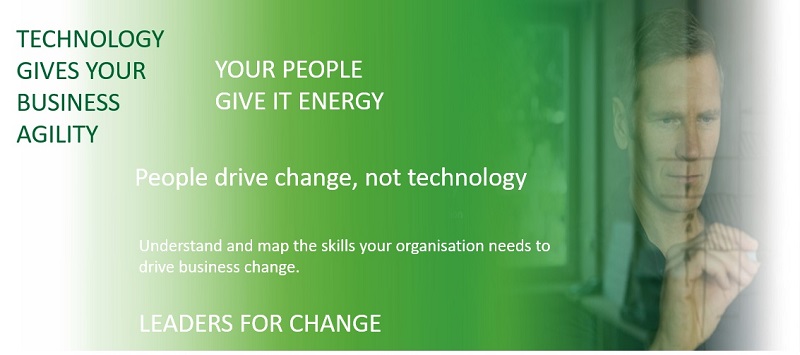 TECHNOLOGY
GIVES YOUR
BUSINESS
AGILITY
YOUR PEOPLE
GIVE IT ENERGY
People drive change, not technology
Understand and map the skills your organisation needs to
drive business change.
LEADERS FOR CHANGE